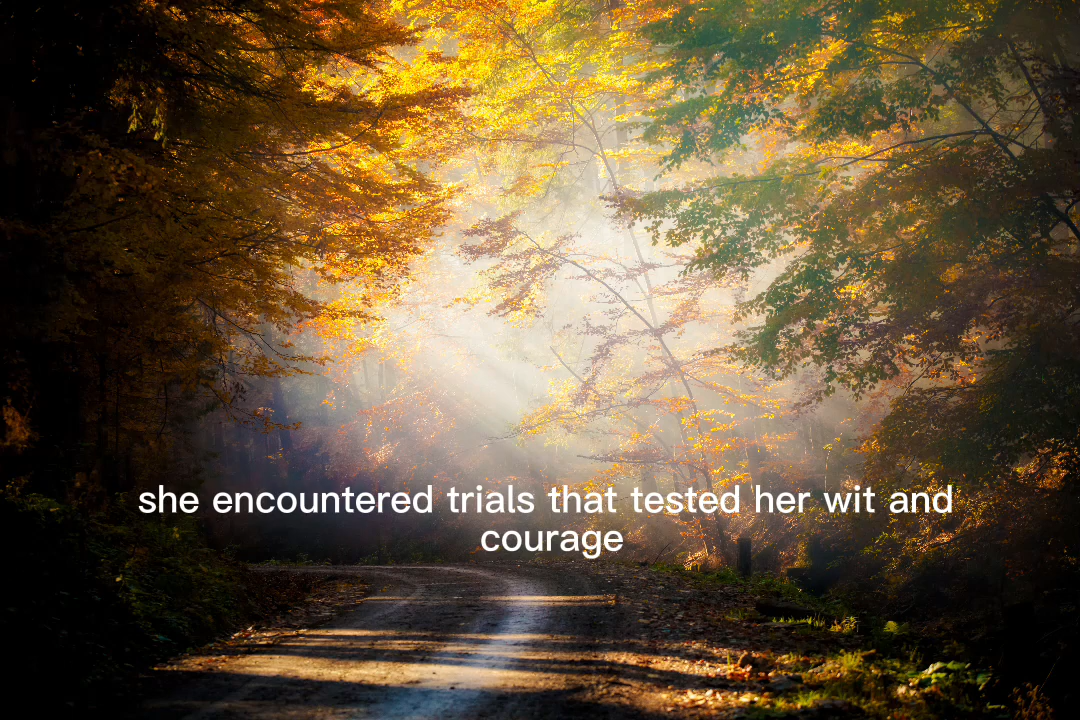 she encountered trials that tested her wit and
courage